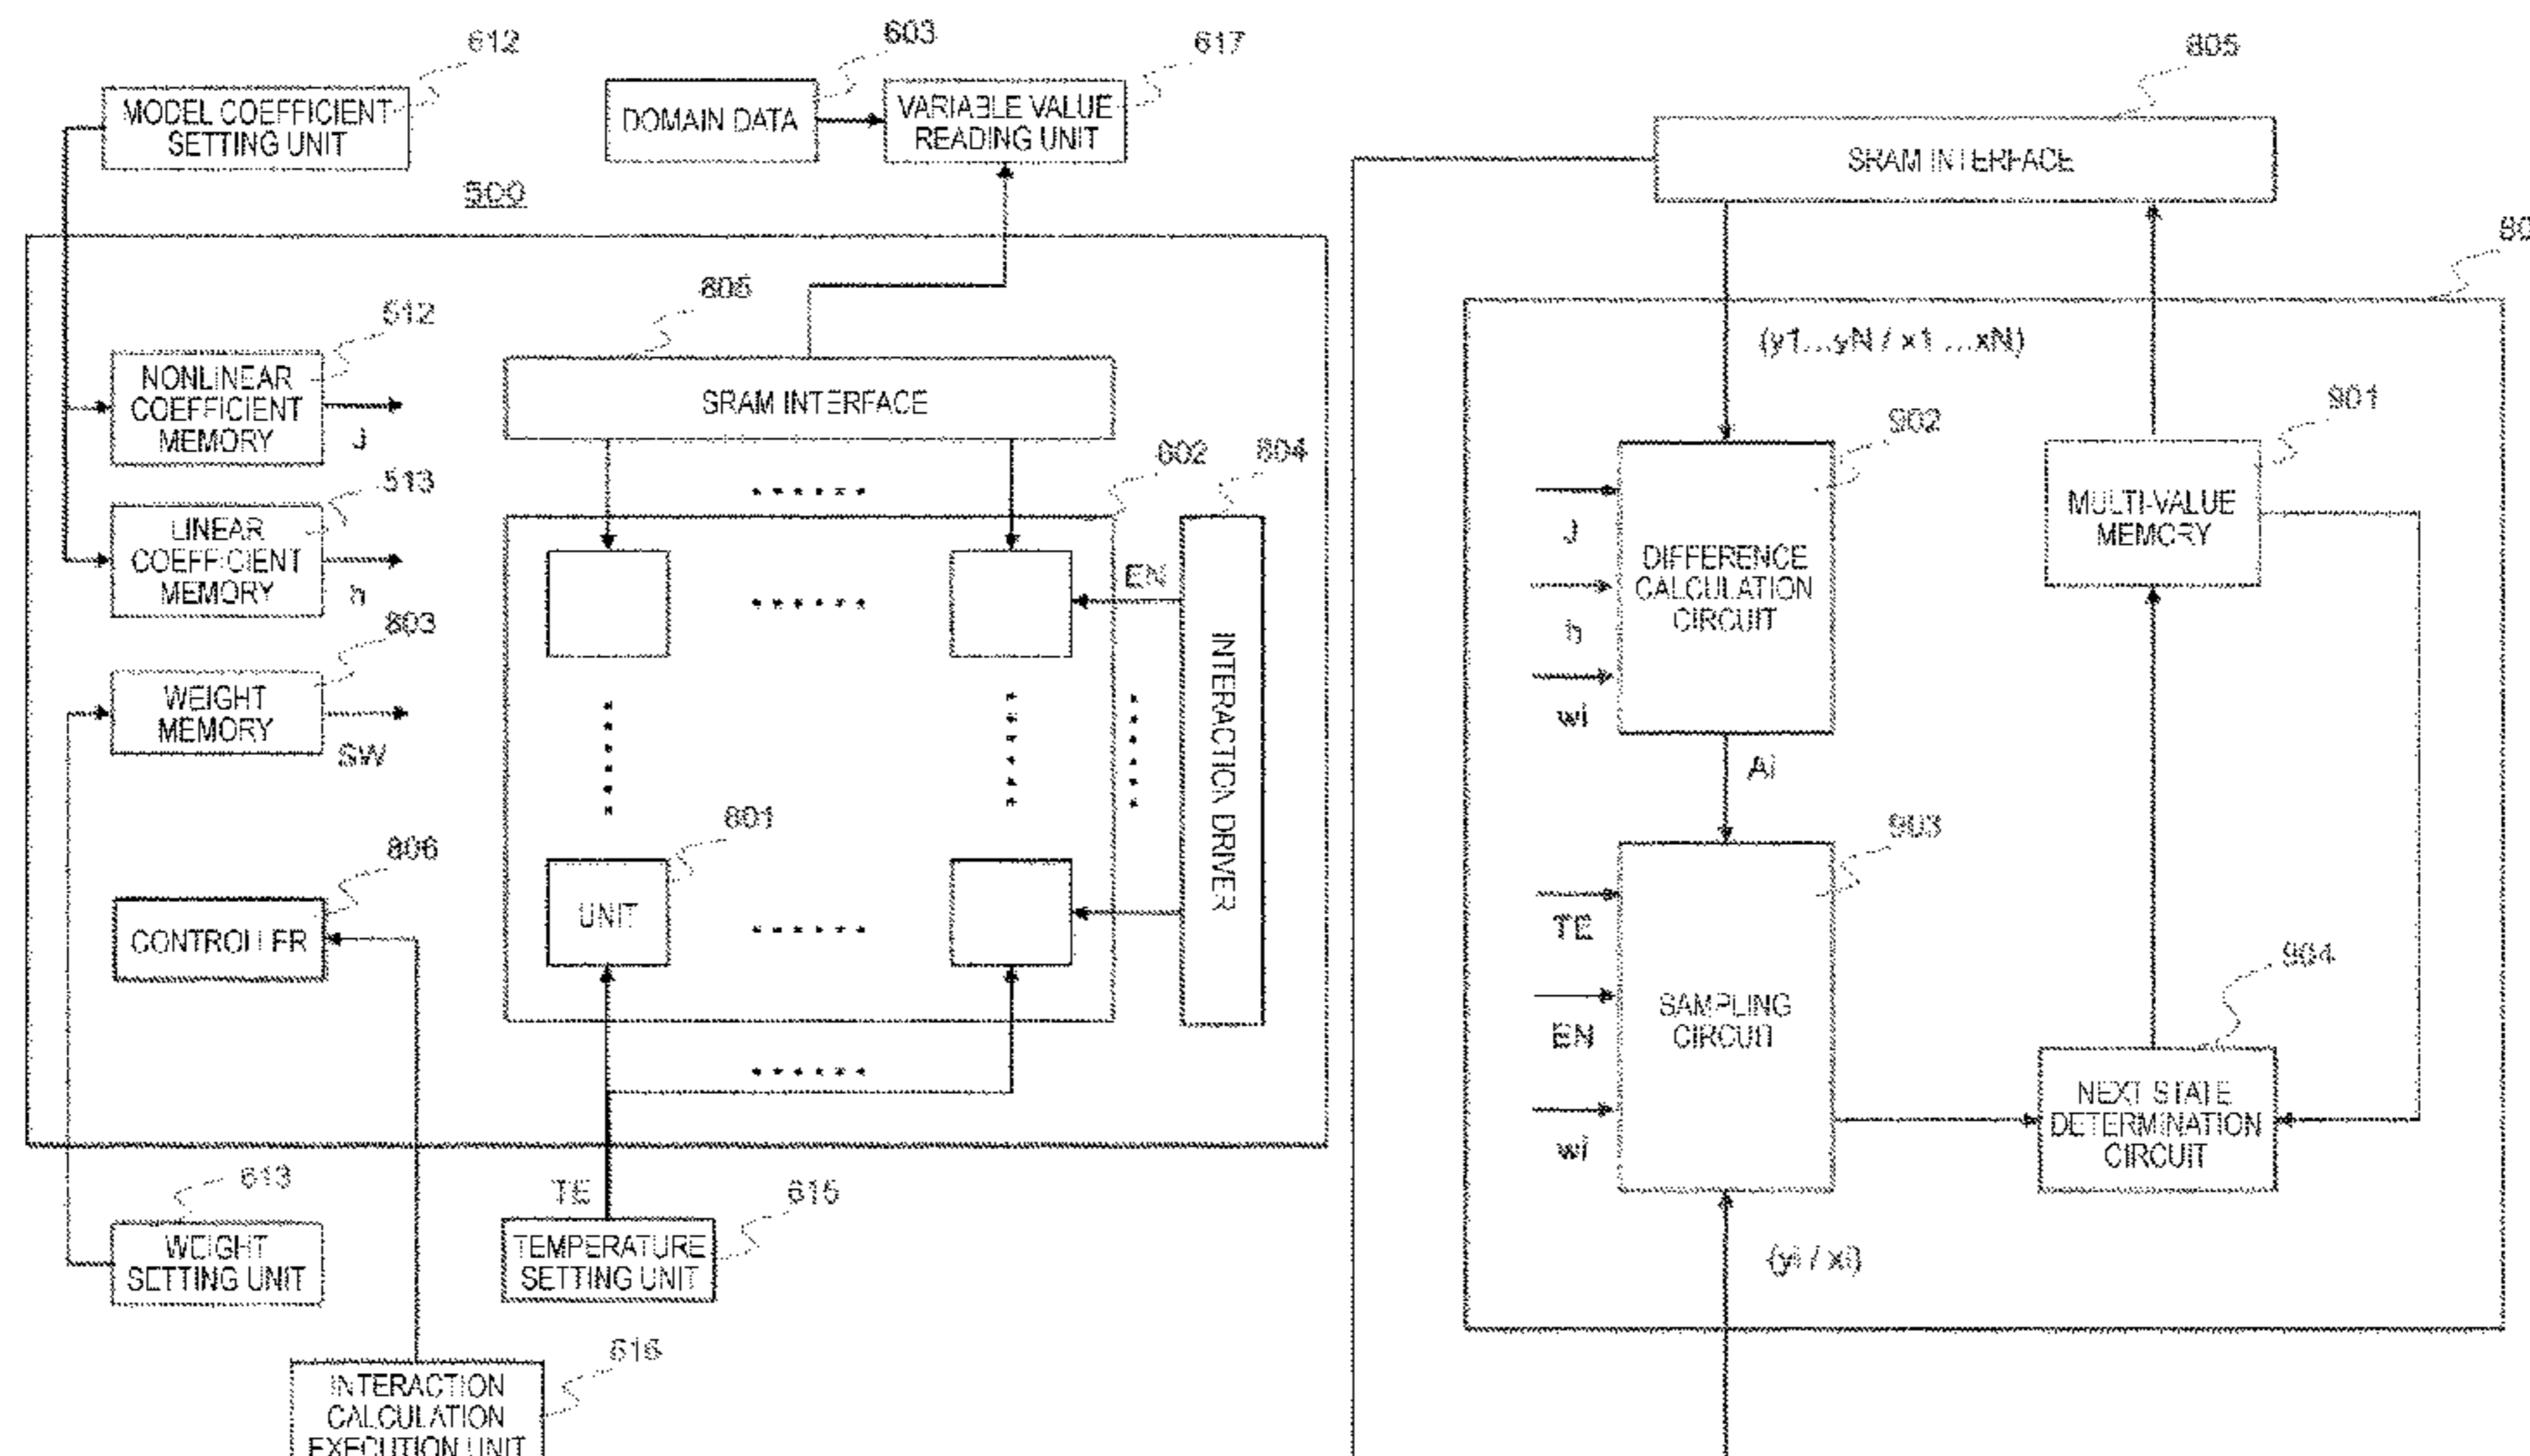 612
MODEL COEFFICIENT
SETTING UNIT
603
DOMAIN DATA
617
VARIABLE VALUE
READING UNIT
500
512
NONLINEAR
COEFFICIENT
MEMORY
J
513
LINEAR
COEFFICIENT
MEMORY
h
803
WEIGHT
MEMORY
SW
806
CONTROLLER
805
SRAM INTERFACE
802
804
EN
INTERACTION DRIVER
801
UNIT
613
WEIGHT
SETTING UNIT
TE
615
TEMPERATURE
SETTING UNIT
616
INTERACTION
CALCULATION
EXECUTION UNIT
805
SRAM INTERFACE
(y1...yN / x1 ...xN)
902
J
h
wi
DIFFERENCE
CALCULATION
CIRCUIT
901
MULTI-VALUE
MEMORY
Ai
903
TE
EN
wi
SAMPLING
CIRCUIT
904
NEXT STATE
DETERMINATION
CIRCUIT
(yi / xi)